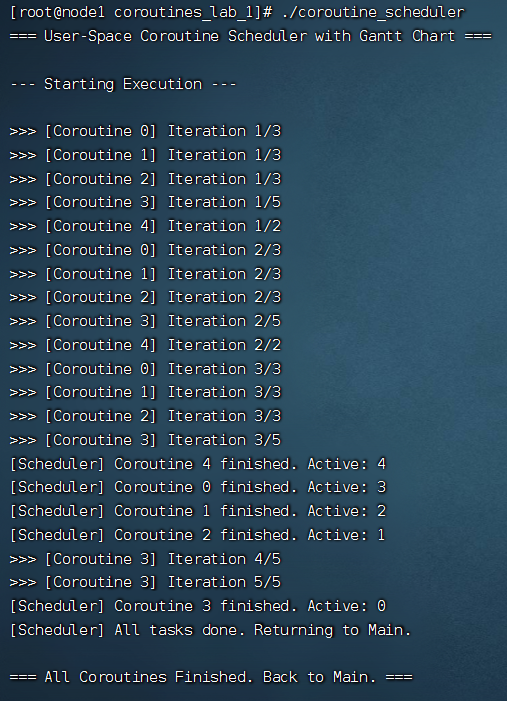 [root@node1 coroutines_lab_1]# ./coroutine_scheduler
=== User-Space Coroutine Scheduler with Gantt Chart ===
--- Starting Execution ---
>>> [Coroutine 0] Iteration 1/3
>>> [Coroutine 1] Iteration 1/3
>>> [Coroutine 2] Iteration 1/3
>>> [Coroutine 3] Iteration 1/5
>>> [Coroutine 4] Iteration 1/2
>>> [Coroutine 0] Iteration 2/3
>>> [Coroutine 1] Iteration 2/3
>>> [Coroutine 2] Iteration 2/3
>>> [Coroutine 3] Iteration 2/5
>>> [Coroutine 4] Iteration 2/2
>>> [Coroutine 0] Iteration 3/3
>>> [Coroutine 1] Iteration 3/3
>>> [Coroutine 2] Iteration 3/3
>>> [Coroutine 3] Iteration 3/5
[Scheduler] Coroutine 4 finished. Active: 4
[Scheduler] Coroutine 0 finished. Active: 3
[Scheduler] Coroutine 1 finished. Active: 2
[Scheduler] Coroutine 2 finished. Active: 1
>>> [Coroutine 3] Iteration 4/5
>>> [Coroutine 3] Iteration 5/5
[Scheduler] Coroutine 3 finished. Active: 0
[Scheduler] All tasks done. Returning to Main.
=== All Coroutines Finished. Back to Main. ===